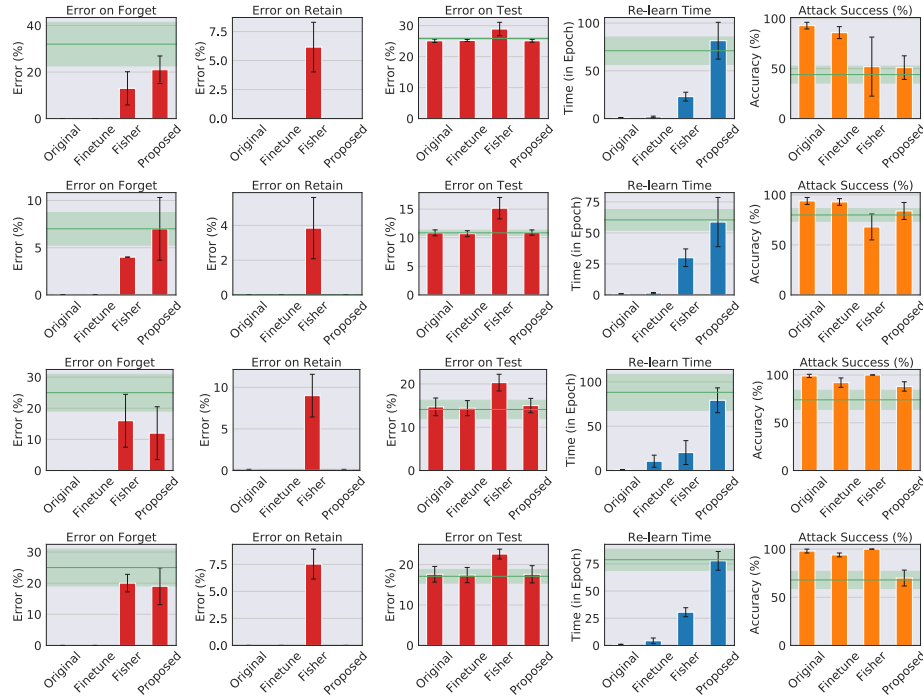 Error on Forget Error on Retain Error on Test Re-learn Time Attack Success (%)
Error (%) Error (%) Error (%) Time (in Epoch) Accuracy (%)
40 5.0 30 100 100
20 2.5 20 50 50
0 0.0 10 0 0
0
Original Finetune Fisher Proposed Original Finetune Fisher Proposed Original Finetune Fisher Proposed Original Finetune Fisher Proposed Original Finetune Fisher Proposed
Error on Forget Error on Retain Error on Test Re-learn Time Attack Success (%)
Error (%) Error (%) Error (%) Time (in Epoch) Accuracy (%)
10 4 15 75 100
5 2 10 50 50
0 0 5 25 0
0 0
Original Finetune Fisher Proposed Original Finetune Fisher Proposed Original Finetune Fisher Proposed Original Finetune Fisher Proposed Original Finetune Fisher Proposed
Error on Forget Error on Retain Error on Test Re-learn Time Attack Success (%)
Error (%) Error (%) Error (%) Time (in Epoch) Accuracy (%)
30 10 20 100 100
20 5 10 50 50
10 0 0 0 0
0
Original Finetune Fisher Proposed Original Finetune Fisher Proposed Original Finetune Fisher Proposed Original Finetune Fisher Proposed Original Finetune Fisher Proposed
Error on Forget Error on Retain Error on Test Re-learn Time Attack Success (%)
Error (%) Error (%) Error (%) Time (in Epoch) Accuracy (%)
30 7.5 20 75 100
20 5.0 10 50 50
10 2.5 0 25 0
0 0.0 0
Original Finetune Fisher Proposed Original Finetune Fisher Proposed Original Finetune Fisher Proposed Original Finetune Fisher Proposed Original Finetune Fisher Proposed